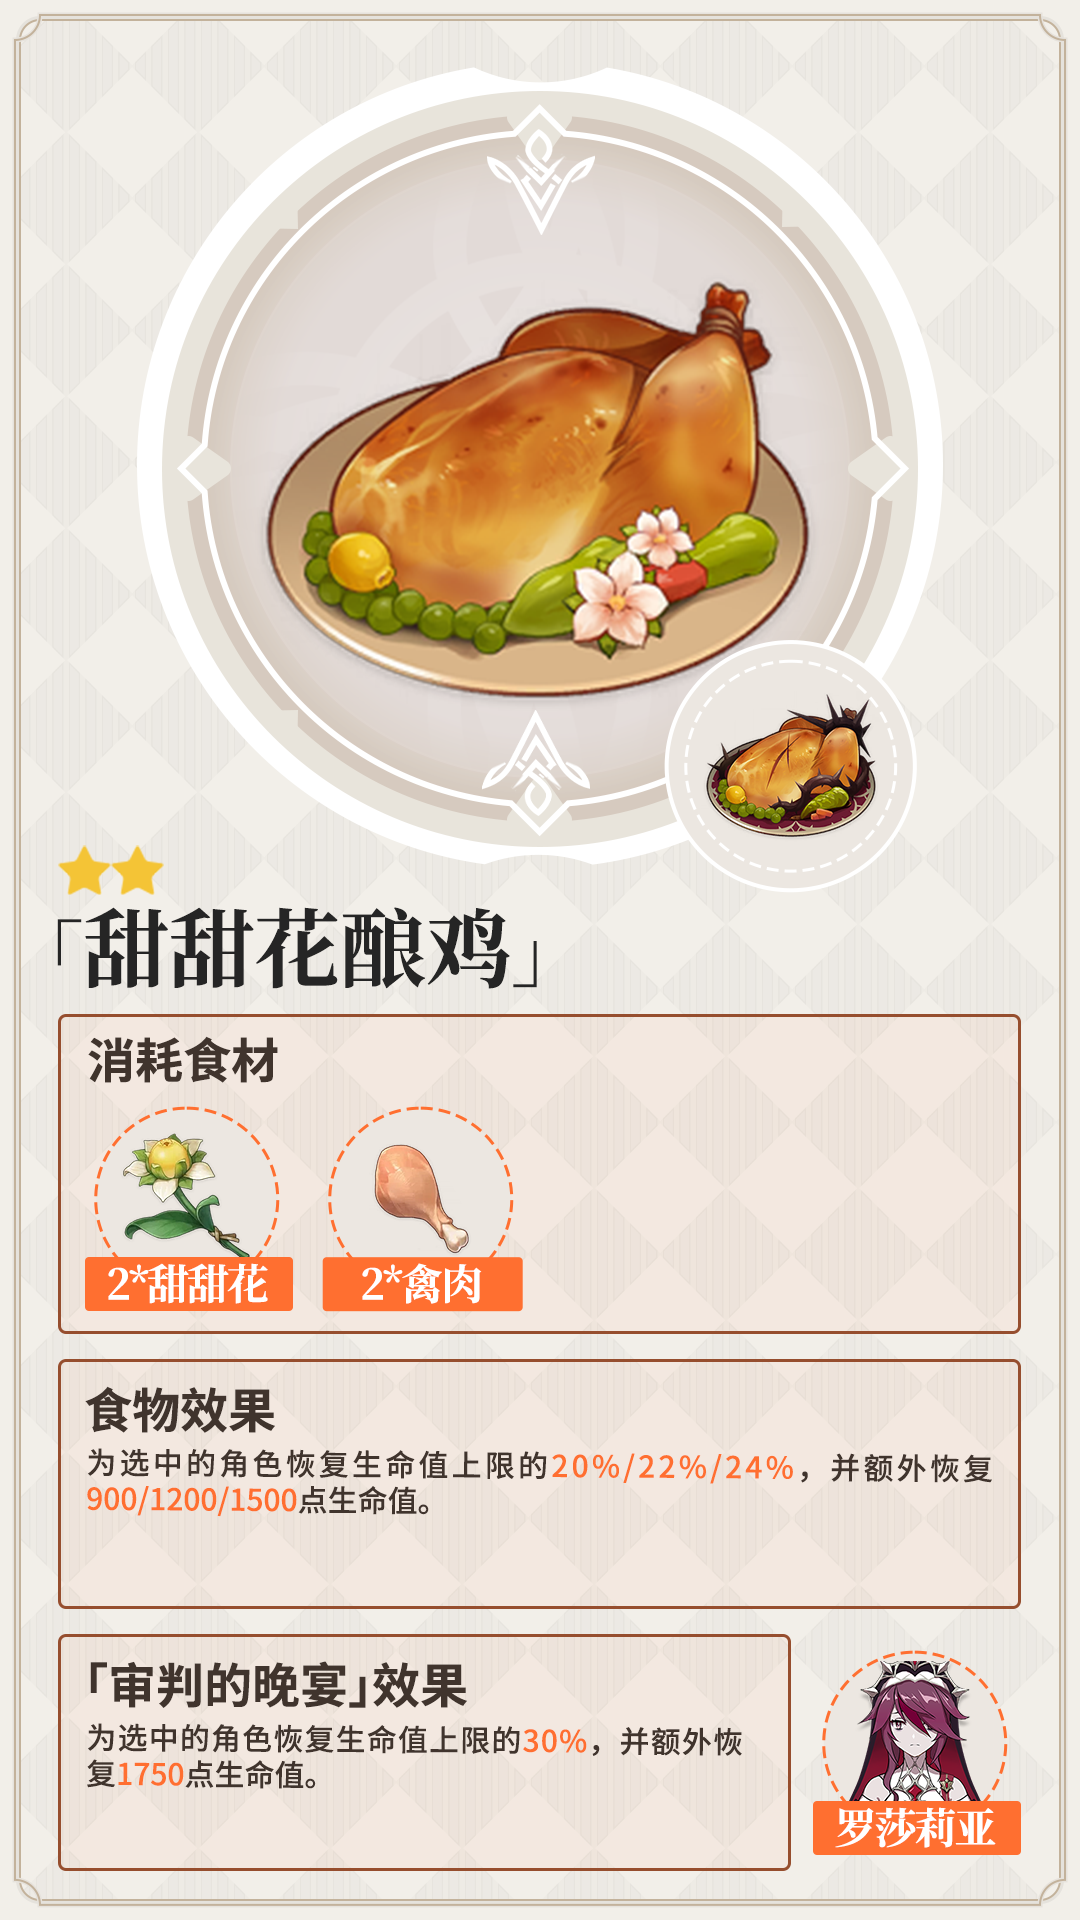 「甜甜花酿鸡」
消耗食材
2*甜甜花
2*禽肉
食物效果
为选中的角色恢复生命值上限的20%/22%/24%，并额外恢复
900/1200/1500点生命值。
「审判的晚宴」效果
为选中的角色恢复生命值上限的30%，并额外恢
复1750点生命值。
罗莎莉亚